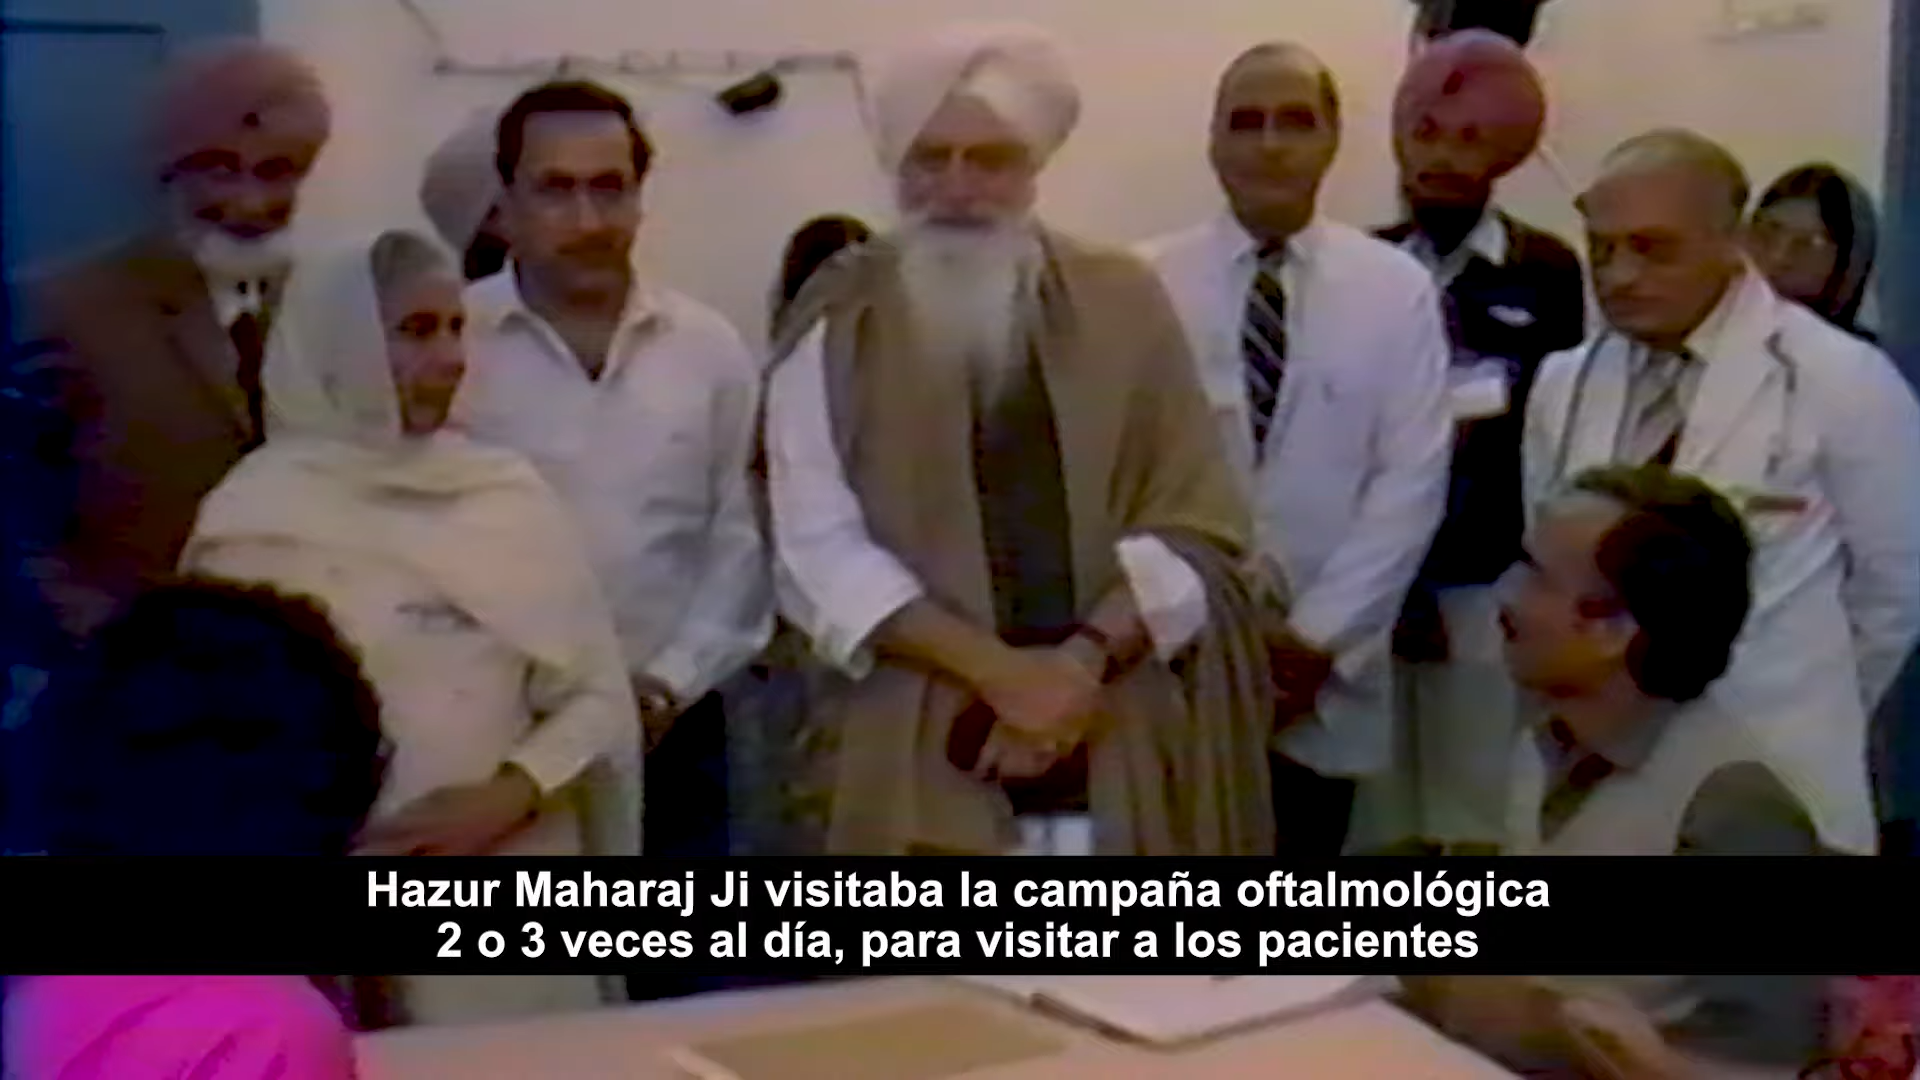 Hazur Maharaj Ji visitaba la campaña oftalmológica
2 o 3 veces al día, para visitar a los pacientes